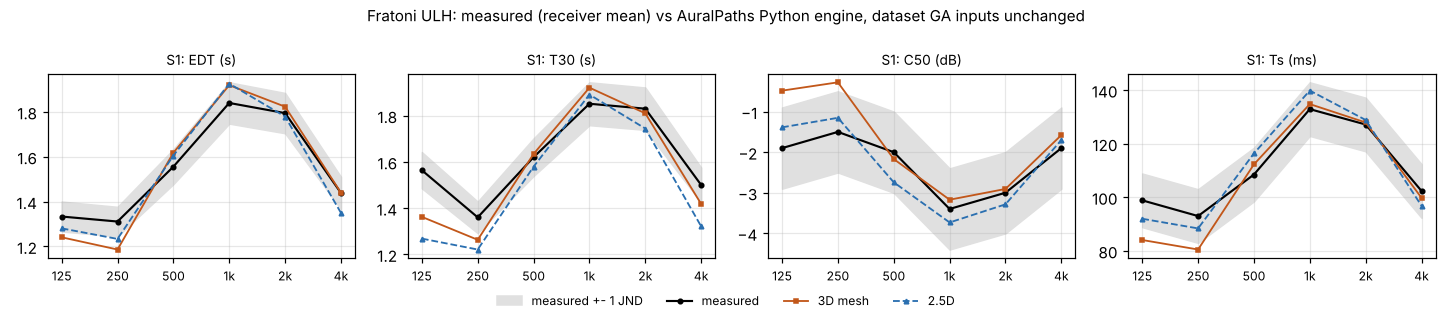 Fratoni ULH: measured (receiver mean) vs AuralPaths Python engine, dataset GA inputs unchanged
S1: EDT (s)
1.8
1.6
1.4
1.2
125 250 500 1k 2k 4k
S1: T30 (s)
1.8
1.6
1.4
1.2
125 250 500 1k 2k 4k
S1: C50 (dB)
−1
−2
−3
−4
125 250 500 1k 2k 4k
S1: Ts (ms)
140
120
100
80
125 250 500 1k 2k 4k
measured +- 1 JND measured 3D mesh 2.5D